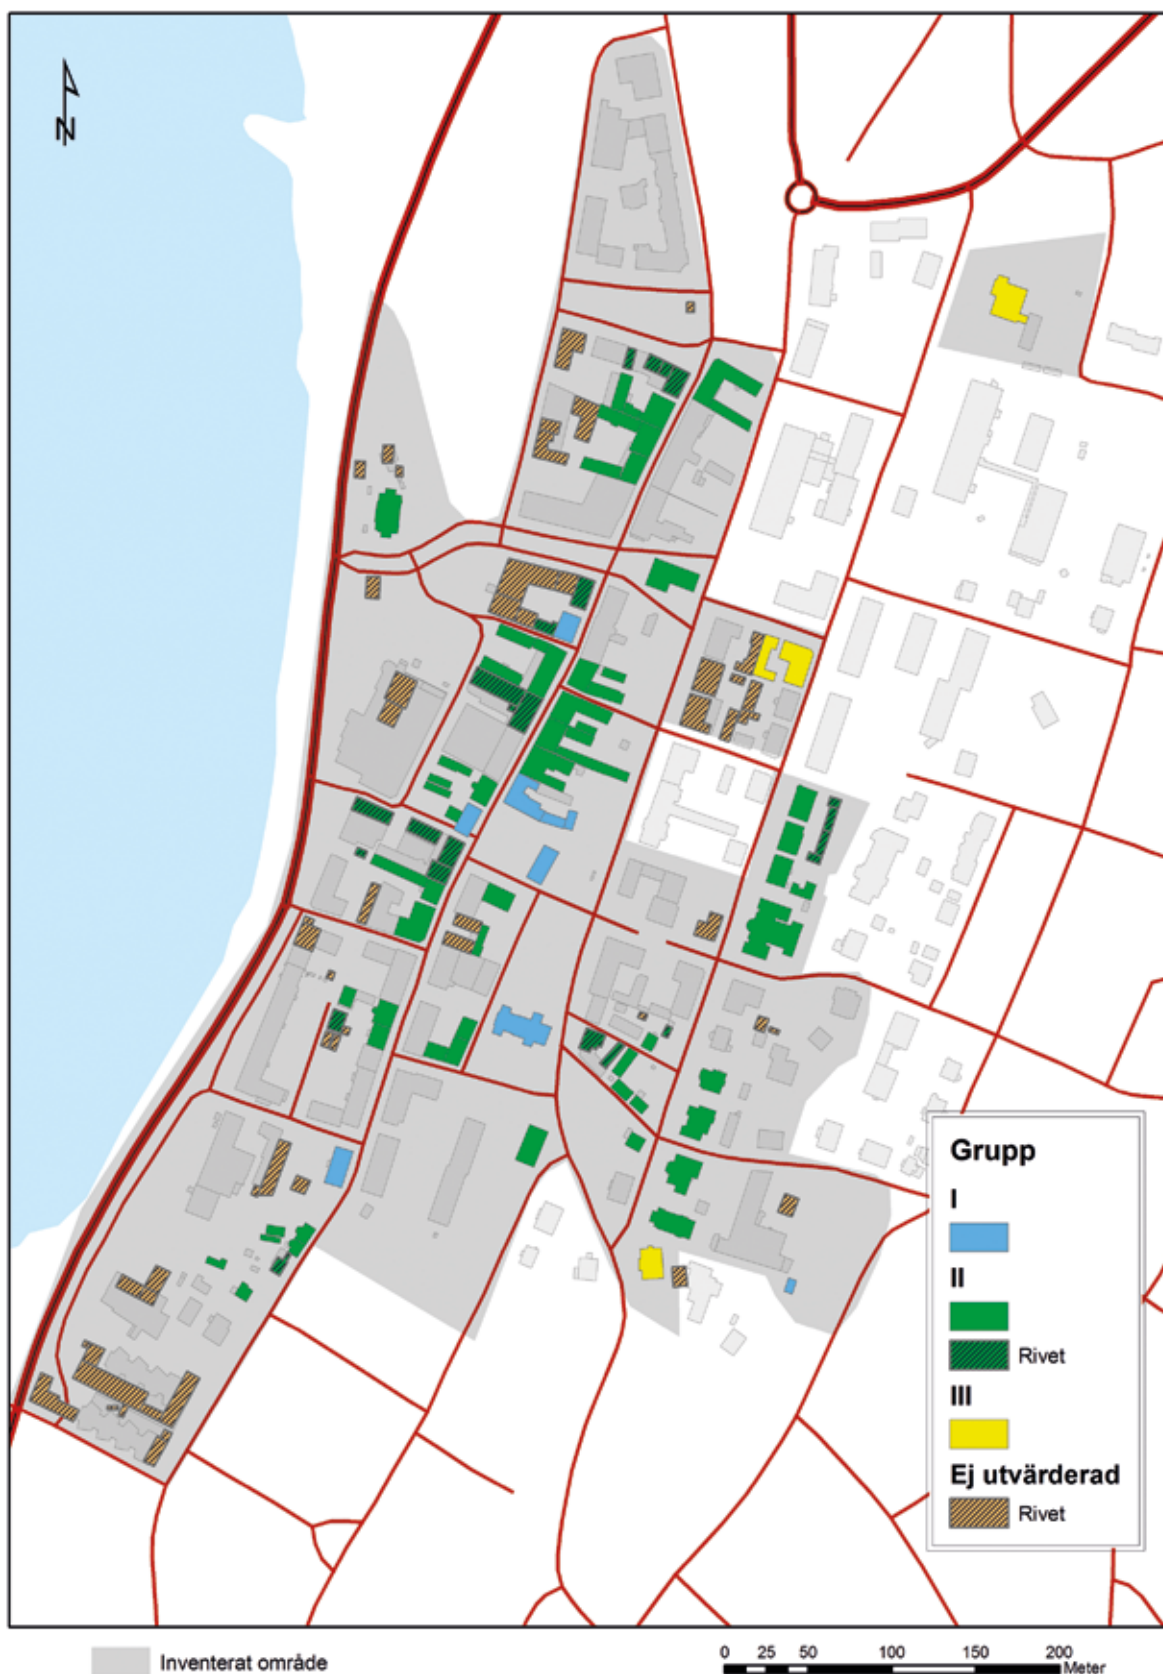 N
Grupp
I
II
Rivet
III
Ej utvärderad
Rivet
Inventerat område
0 25 50 100 150 200
Meter